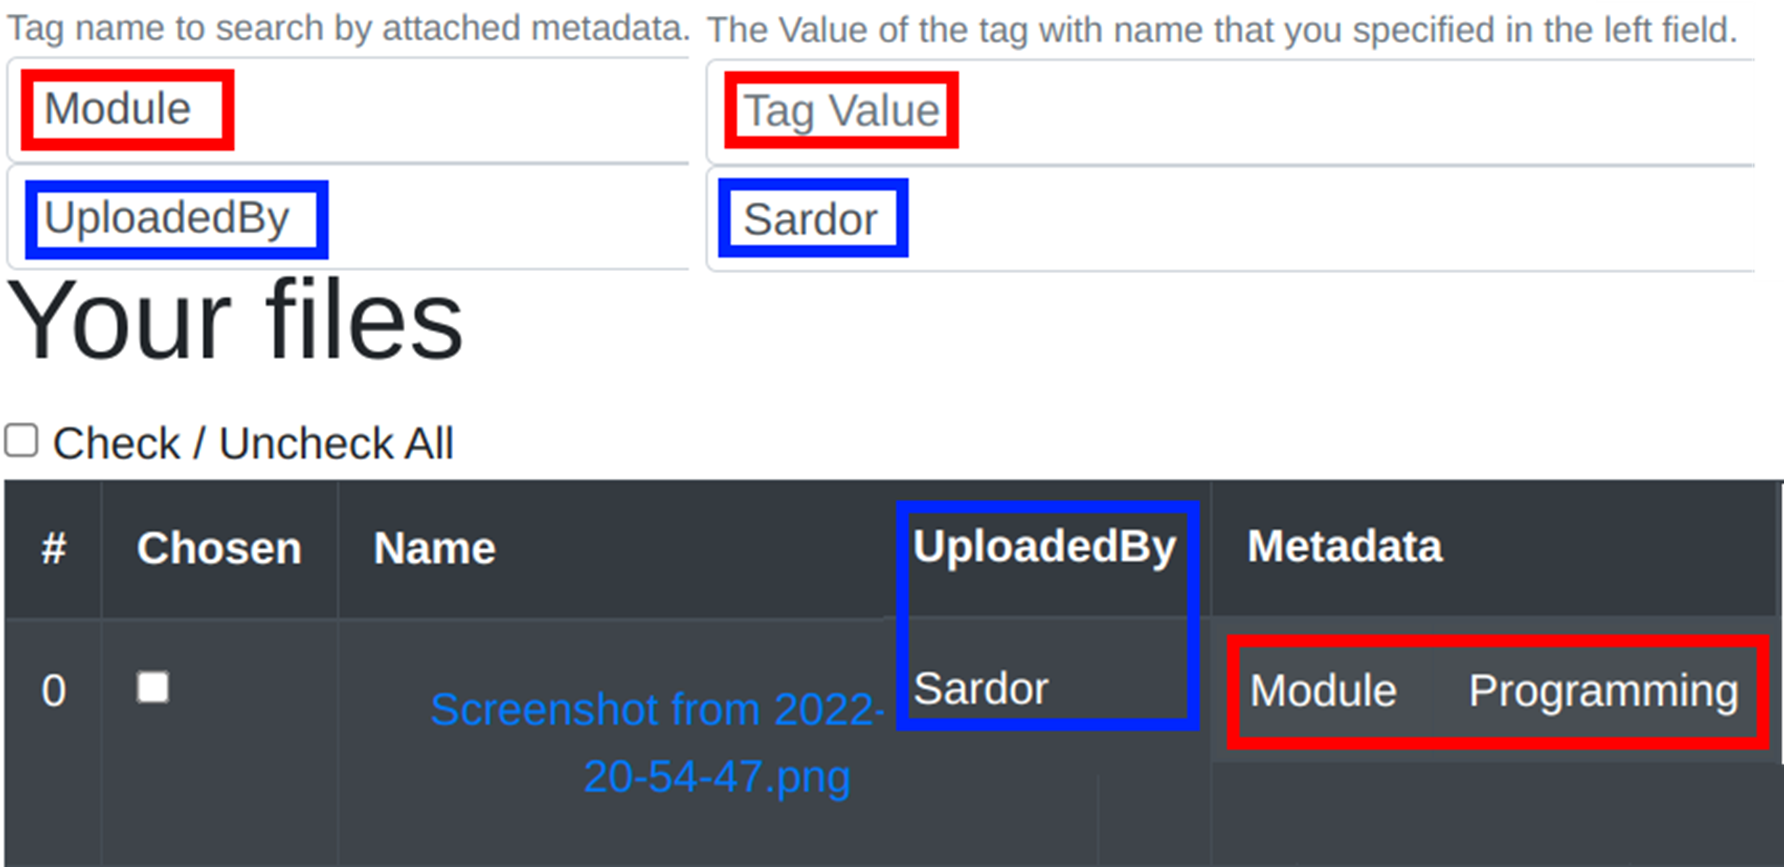 Tag name to search by attached metadata. The Value of the tag with name that you specified in the left field.
Module Tag Value
UploadedBy Sardor
Your files
Check / Uncheck All
# Chosen Name UploadedBy Metadata
0 Screenshot from 2022- Sardor Module Programming
20-54-47.png